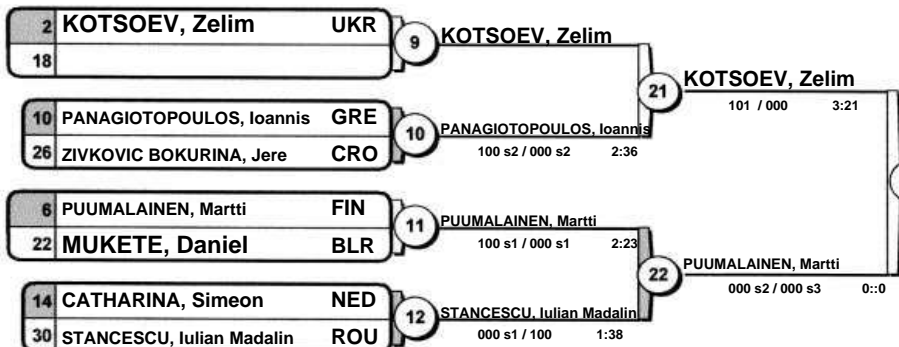 2 KOTSOEV, Zelim UKR
18
9
KOTSOEV, Zelim
10 PANAGIOTOPOULOS, Ioannis GRE
26 ZIVKOVIC BOKURINA, Jere CRO
10
PANAGIOTOPOULOS, Ioannis
100 s2 / 000 s2 2:36
21
KOTSOEV, Zelim
101 / 000 3:21
6 PUUMALAINEN, Martti FIN
22 MUKETE, Daniel BLR
11
PUUMALAINEN, Martti
100 s1 / 000 s1 2:23
14 CATHARINA, Simeon NED
30 STANCESCU, Iulian Madalin ROU
12
STANCESCU, Iulian Madalin
000 s1 / 100 1:38
22
PUUMALAINEN, Martti
000 s2 / 000 s3 0::0